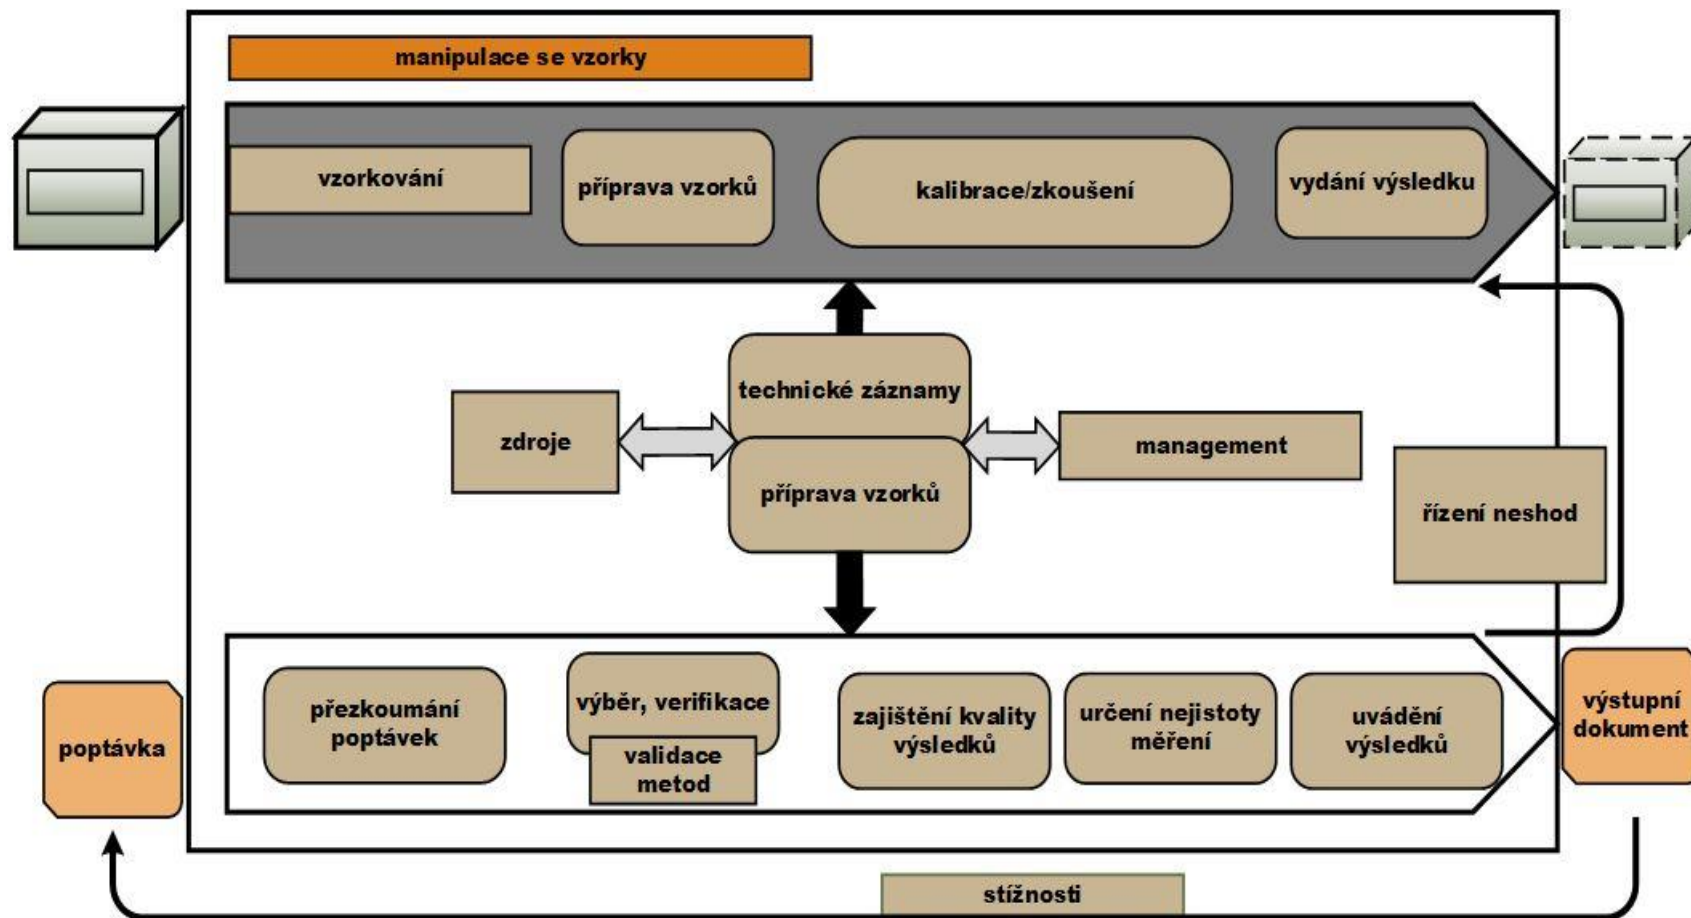 manipulace se vzorky
vzorkování
příprava vzorků
kalibrace/zkoušení
vydání výsledku
technické záznamy
zdroje
management
příprava vzorků
řízení neshod
přezkoumání
poptávek
výběr, verifikace
validace
metod
zajištění kvality
výsledků
určení nejistoty
měření
uvádění
výsledků
poptávka
výstupní
dokument
stížnosti